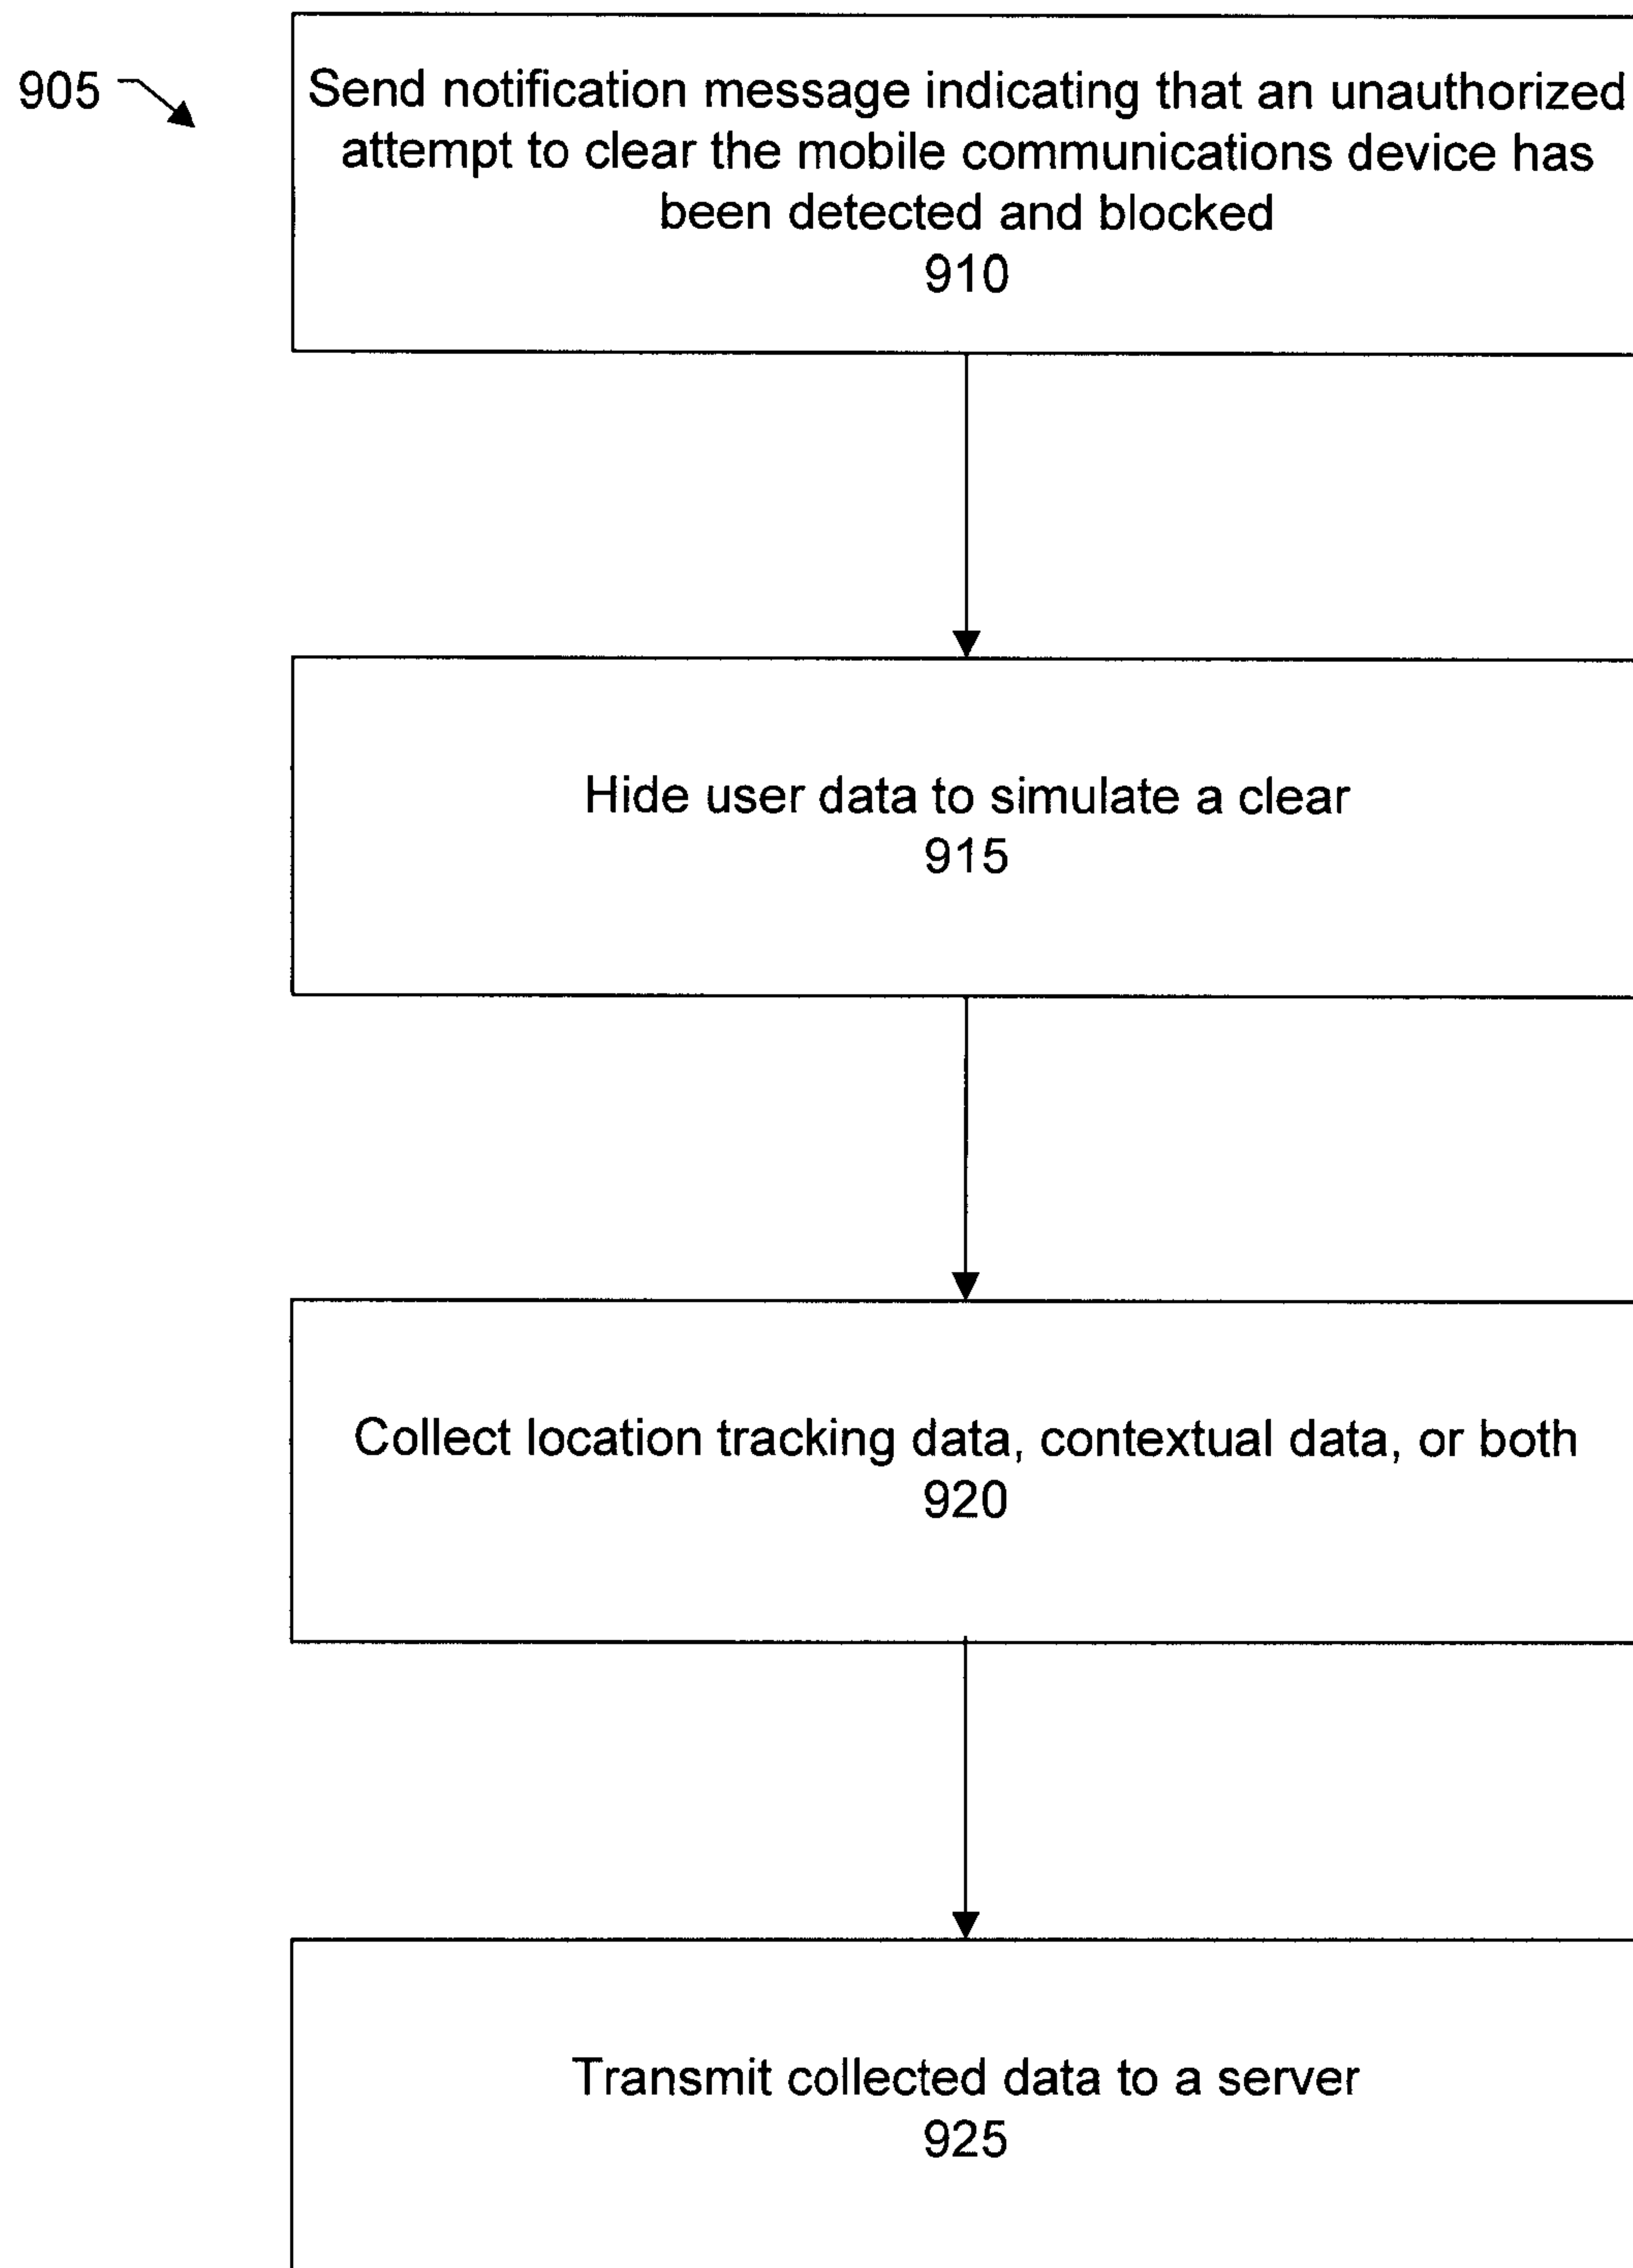 905
Send notification message indicating that an unauthorized
attempt to clear the mobile communications device has
been detected and blocked
910
Hide user data to simulate a clear
915
Collect location tracking data, contextual data, or both
920
Transmit collected data to a server
925